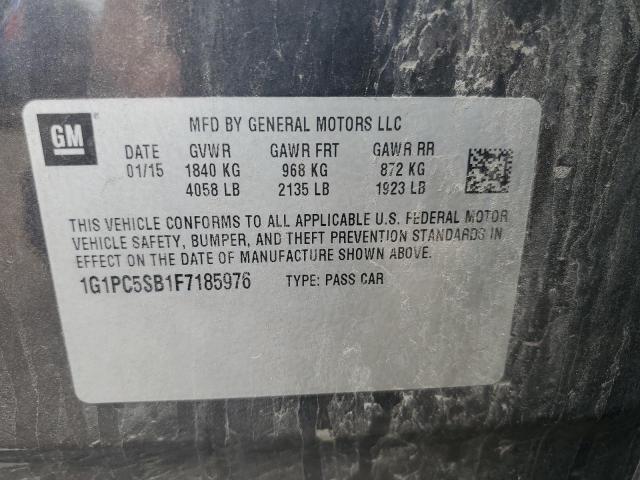 GM
MFD BY GENERAL MOTORS LLC
DATE GVWR GAWR FRT GAWR RR
01/15 1840 KG 968 KG 872 KG
4058 LB 2135 LB 1923 LB
THIS VEHICLE CONFORMS TO ALL APPLICABLE U.S. FEDERAL MOTOR
VEHICLE SAFETY, BUMPER, AND THEFT PREVENTION STANDARDS IN
EFFECT ON THE DATE OF MANUFACTURE SHOWN ABOVE.
1G1PC5SB1F7185976 TYPE: PASS CAR